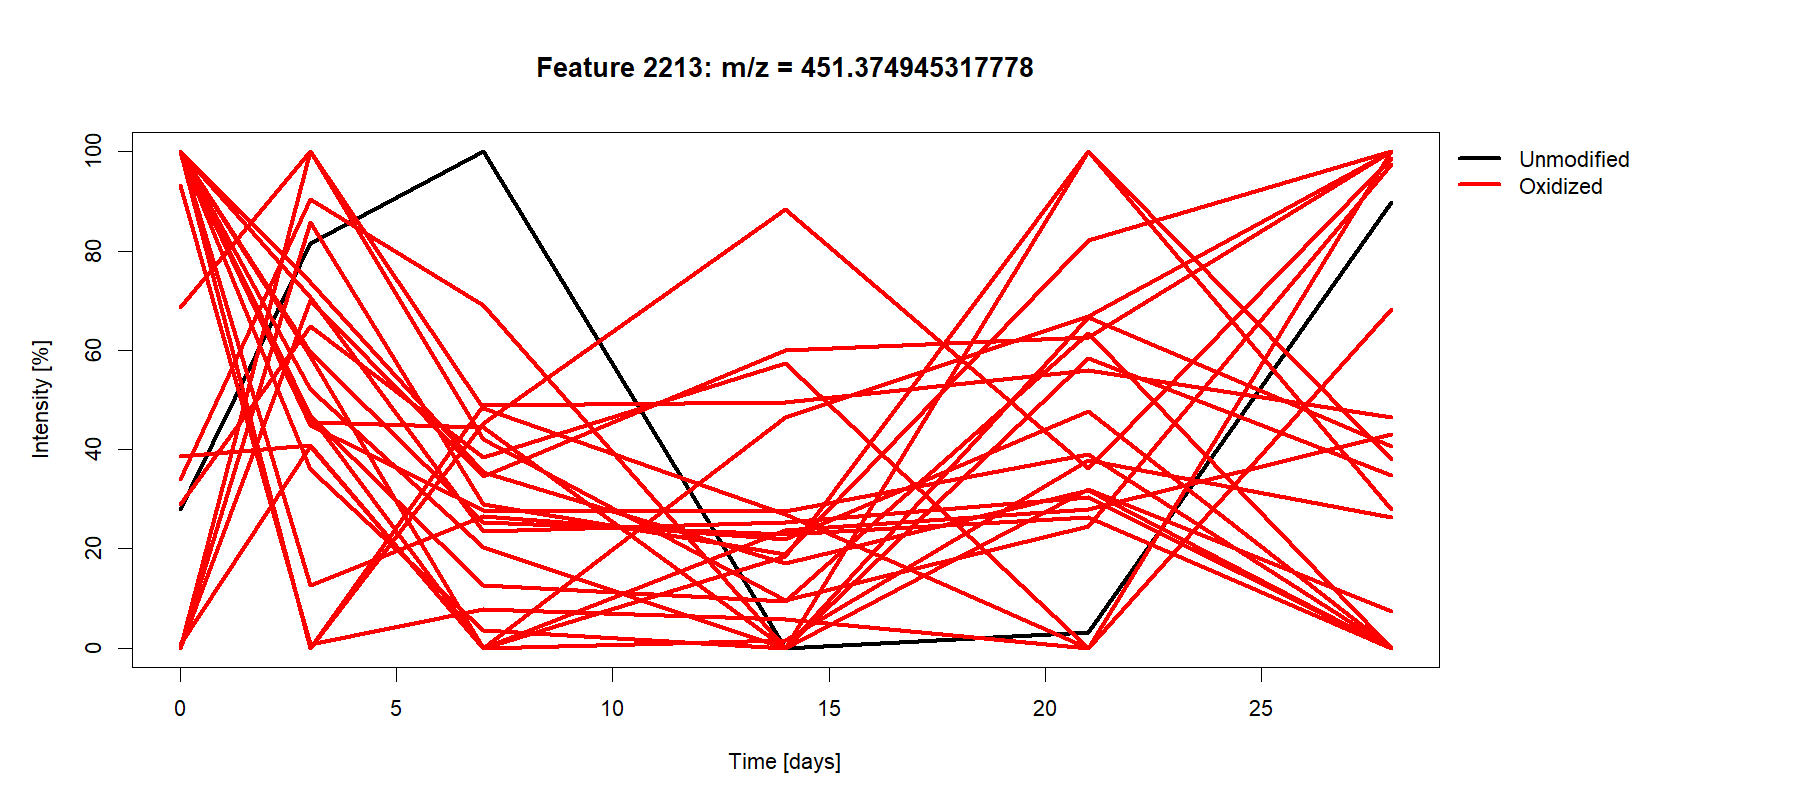 Feature 2213: m/z = 451.374945317778
Unmodified
Oxidized
Intensity [%]
100
80
60
40
20
0
0 5 10 15 20 25
Time [days]